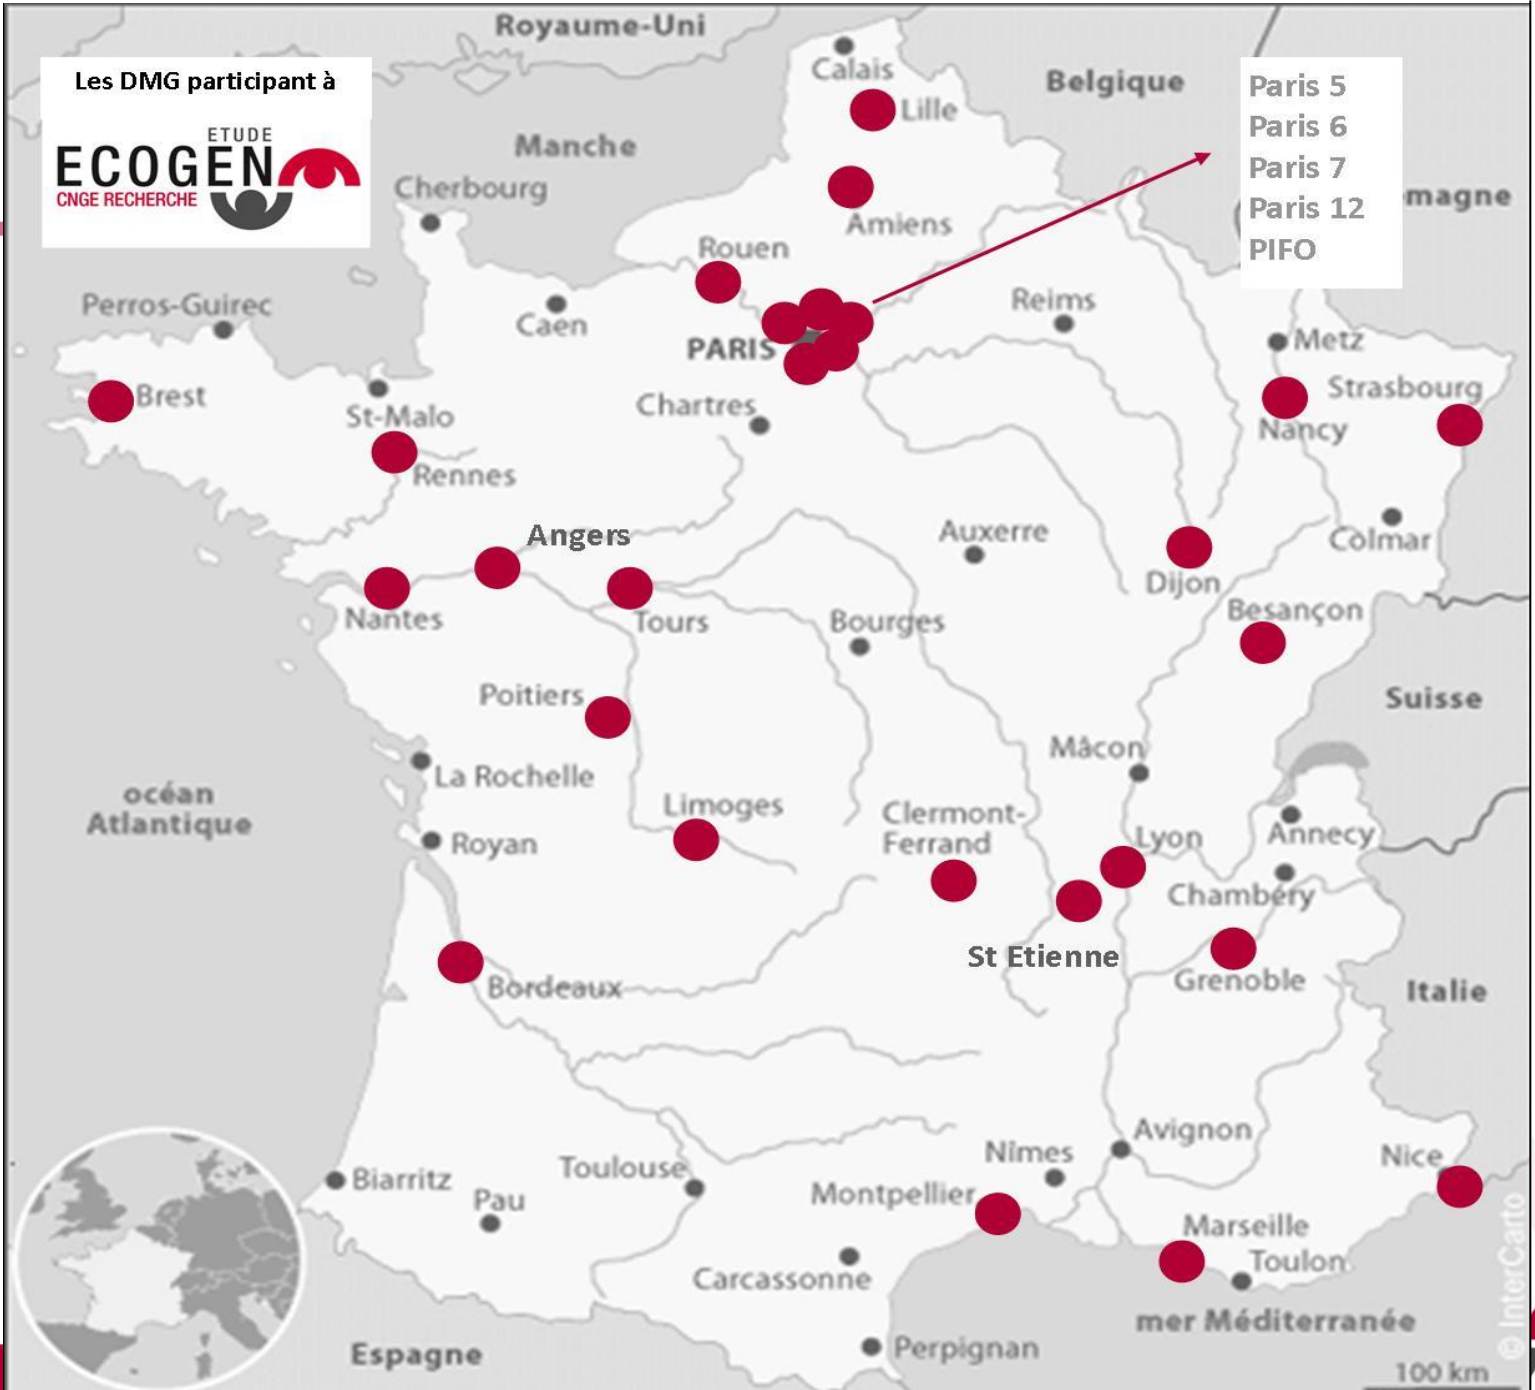 Royaume-Uni
Les DMG participant à
ETUDE
ECOGEN
CNGE RECHERCHE
Calais
Belgique
Paris 5
Paris 6
Paris 7
Paris 12
PIFO
Lille
Manche
Cherbourg
magne
Amiens
Rouen
Perros-Guirec
Caen
Reims
PARIS
Metz
Brest
St-Malo
Chartres
Strasbourg
Nancy
Rennes
Angers
Auxerre
Colmar
Dijon
Nantes
Tours
Bourges
Besançon
Poitiers
Suisse
La Rochelle
Mâcon
océan
Atlantique
Limoges
Clermont-
Ferrand
Royan
Lyon
Annecy
Chambéry
St Etienne
Grenoble
Bordeaux
Italie
Avignon
Nîmes
Nice
Biarritz
Toulouse
Pau
Montpellier
Marseille
Toulon
Carcassonne
mer Méditerranée
Espagne
Perpignan
© InterCarto
100 km